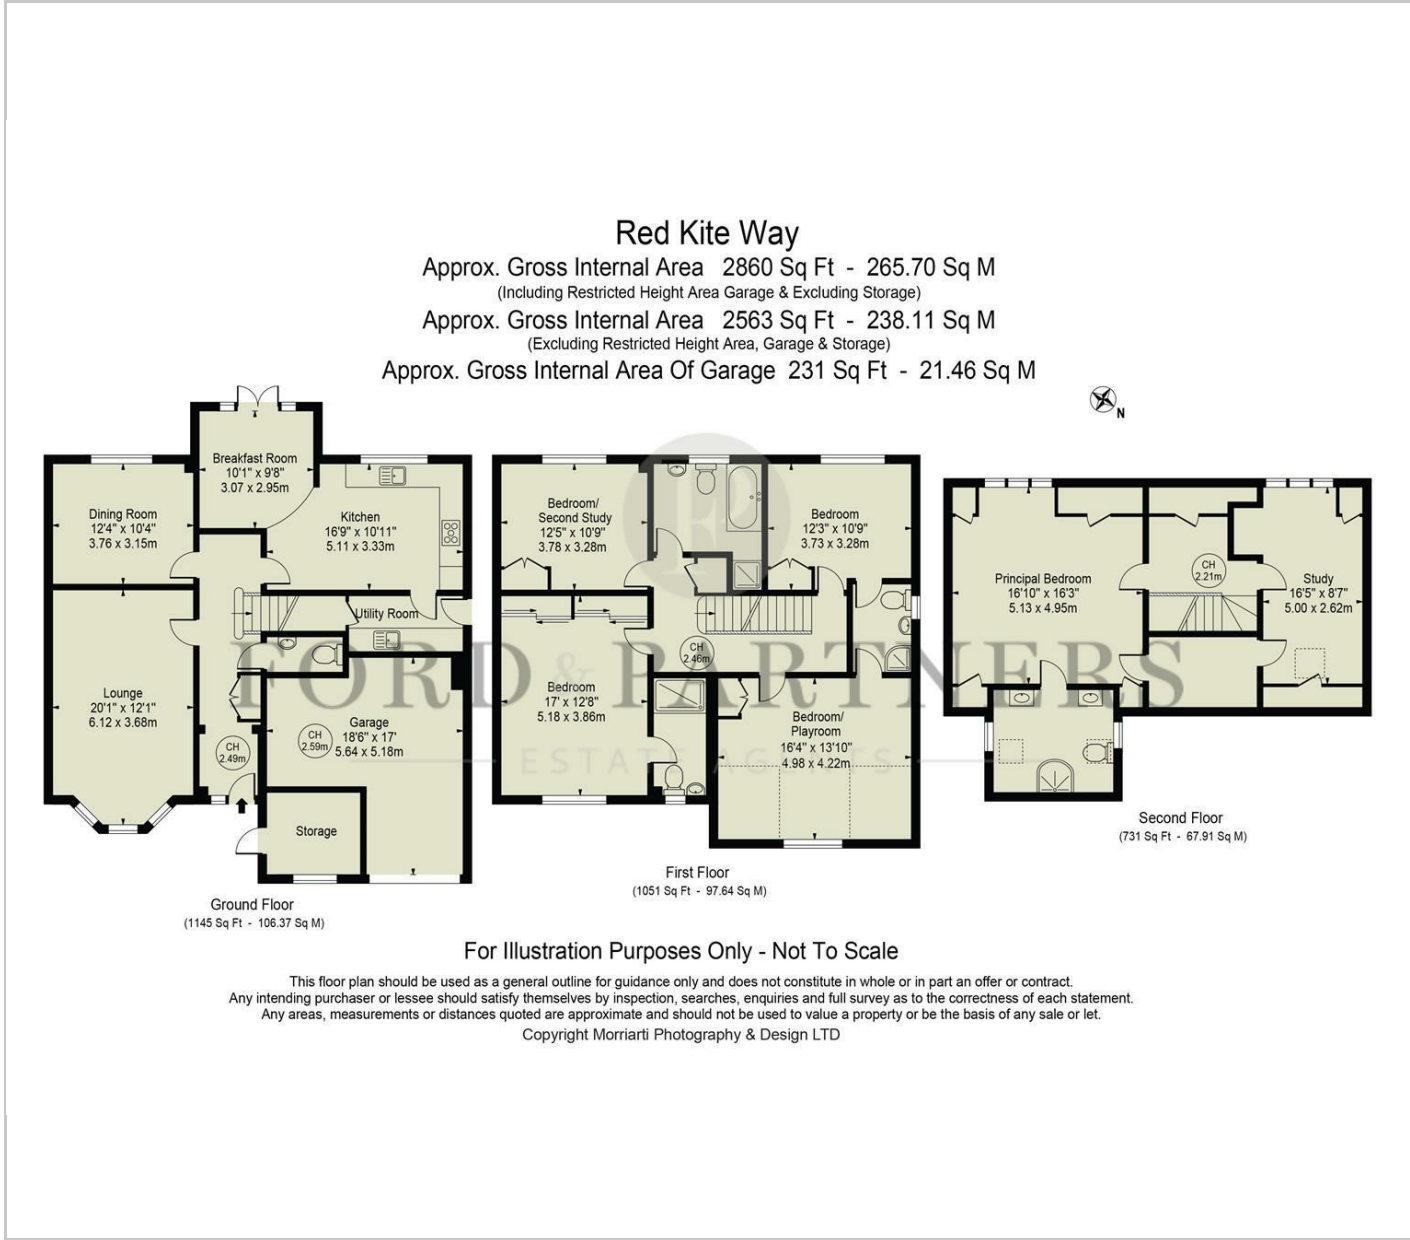 Red Kite Way
Approx. Gross Internal Area 2860 Sq Ft - 265.70 Sq M
(Including Restricted Height Area Garage & Excluding Storage)
Approx. Gross Internal Area 2563 Sq Ft - 238.11 Sq M
(Excluding Restricted Height Area, Garage & Storage)
Approx. Gross Internal Area Of Garage 231 Sq Ft - 21.46 Sq M
N
Breakfast Room
10'1" x 9'8"
3.07 x 2.95m
Dining Room
12'4" x 10'4"
3.76 x 3.15m
Kitchen
16'9" x 10'11"
5.11 x 3.33m
Utility Room
Lounge
20'1" x 12'1"
6.12 x 3.68m
CH
2.49m
CH
2.59m
Garage
18'6" x 17'
5.64 x 5.18m
Storage
Ground Floor
(1145 Sq Ft - 106.37 Sq M)
Bedroom/
Second Study
12'5" x 10'9"
3.78 x 3.28m
Bedroom
12'3" x 10'9"
3.73 x 3.28m
CH
2.46m
Bedroom
17' x 12'8"
5.18 x 3.86m
Bedroom/
Playroom
16'4" x 13'10"
4.98 x 4.22m
First Floor
(1051 Sq Ft - 97.64 Sq M)
Principal Bedroom
16'10" x 16'3"
5.13 x 4.95m
CH
2.21m
Study
16'5" x 8'7"
5.00 x 2.62m
Second Floor
(731 Sq Ft - 67.91 Sq M)
FORD & PARTNERS
ESTATE AGENTS
For Illustration Purposes Only - Not To Scale
This floor plan should be used as a general outline for guidance only and does not constitute in whole or in part an offer or contract.
Any intending purchaser or lessee should satisfy themselves by inspection, searches, enquiries and full survey as to the correctness of each statement.
Any areas, measurements or distances quoted are approximate and should not be used to value a property or be the basis of any sale or let.
Copyright Morriarti Photography & Design LTD